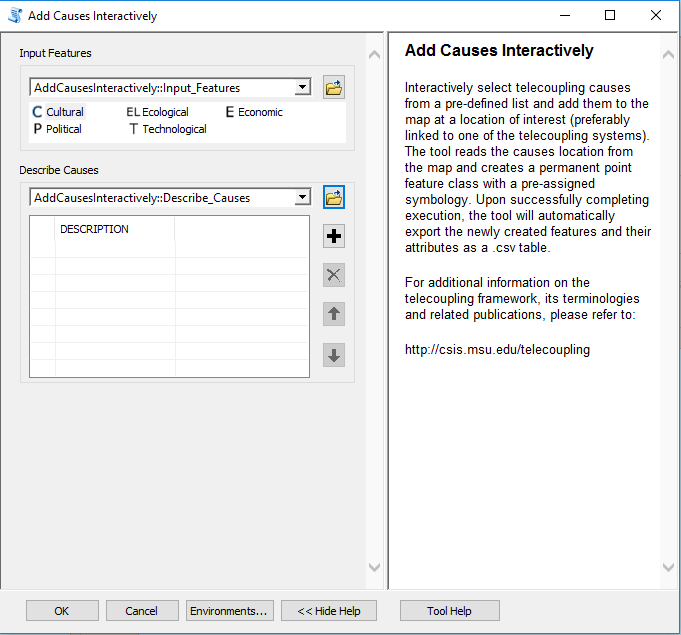 Add Causes Interactively
Input Features
AddCausesInteractively::Input_Features
C Cultural EL Ecological E Economic
P Political T Technological
Describe Causes
AddCausesInteractively::Describe_Causes
DESCRIPTION
Add Causes Interactively
Interactively select telecoupling causes
from a pre-defined list and add them to the
map at a location of interest (preferably
linked to one of the telecoupling systems).
The tool reads the causes location from
the map and creates a permanent point
feature class with a pre-assigned
symbology. Upon successfully completing
execution, the tool will automatically
export the newly created features and their
attributes as a .csv table.
For additional information on the
telecoupling framework, its terminologies
and related publications, please refer to:
http://csis.msu.edu/telecoupling
OK Cancel Environments... << Hide Help Tool Help